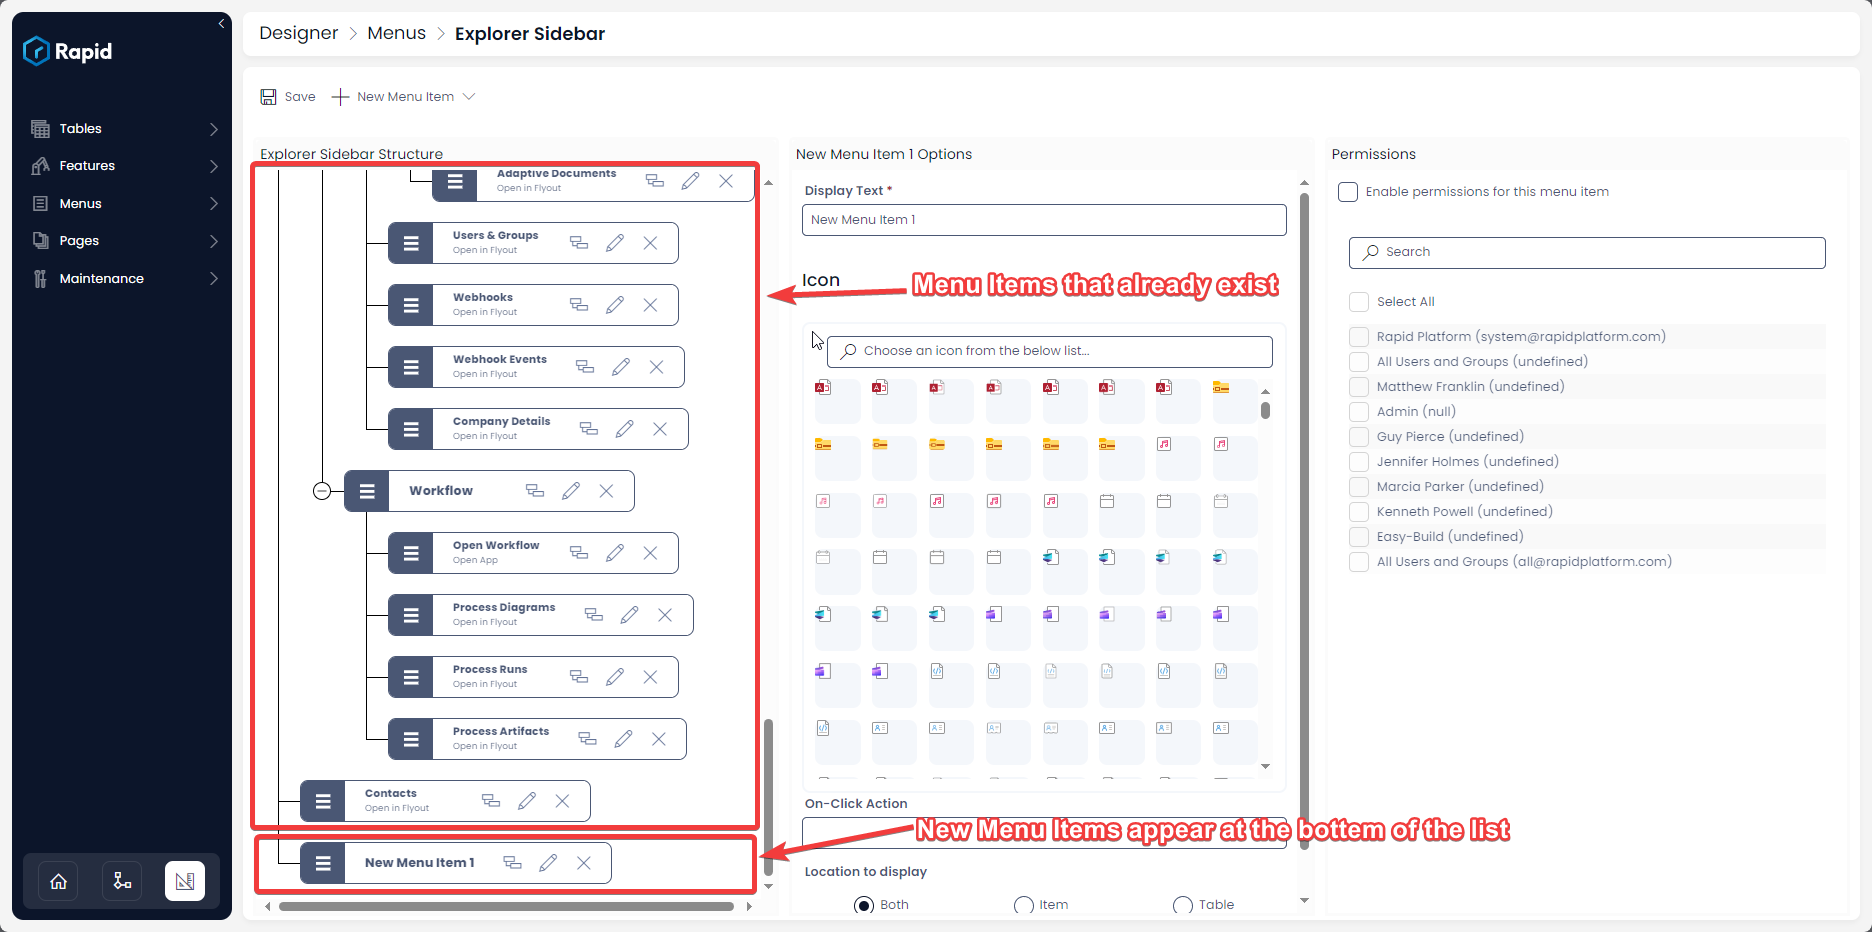 Rapid
Designer > Menus > Explorer Sidebar
Save
New Menu Item
Tables
Features
Menus
Pages
Maintenance
Explorer Sidebar Structure
Adaptive Documents
Open in Flyout
Users & Groups
Open in Flyout
Webhooks
Open in Flyout
Webhook Events
Open in Flyout
Company Details
Open in Flyout
Workflow
Open Workflow
Open App
Process Diagrams
Open in Flyout
Process Runs
Open in Flyout
Process Artifacts
Open in Flyout
Contacts
Open in Flyout
New Menu Item 1
New Menu Item 1 Options
Display Text *
New Menu Item 1
Icon
Menu Items that already exist
Choose an icon from the below list...
On-Click Action
New Menu Items appear at the bottem of the list
Location to display
Both
Item
Table
Permissions
Enable permissions for this menu item
Search
Select All
Rapid Platform (system@rapidplatform.com)
All Users and Groups (undefined)
Matthew Franklin (undefined)
Admin (null)
Guy Pierce (undefined)
Jennifer Holmes (undefined)
Marcia Parker (undefined)
Kenneth Powell (undefined)
Easy-Build (undefined)
All Users and Groups (all@rapidplatform.com)